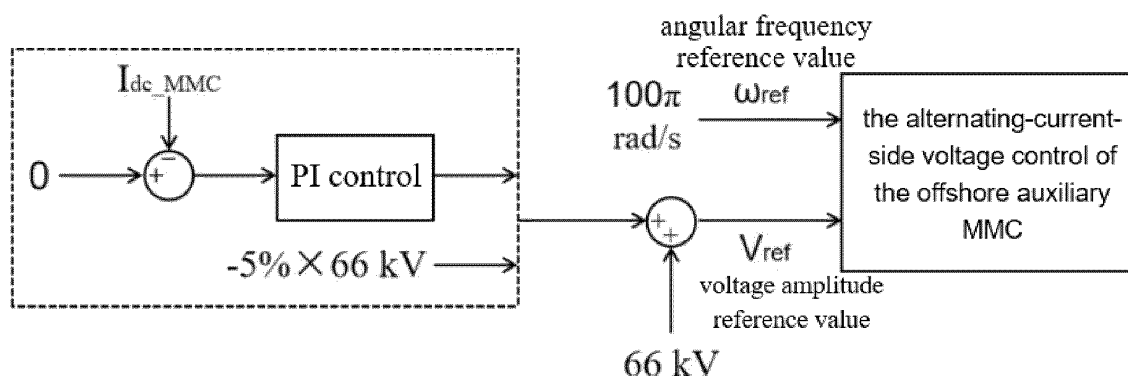 angular frequency
reference value
I_dc_MMC
100π
rad/s
ω_ref
0
−
+
PI control
the alternating-current-
side voltage control of
the offshore auxiliary
MMC
-5%×66 kV
+
+
V_ref
voltage amplitude
reference value
66 kV